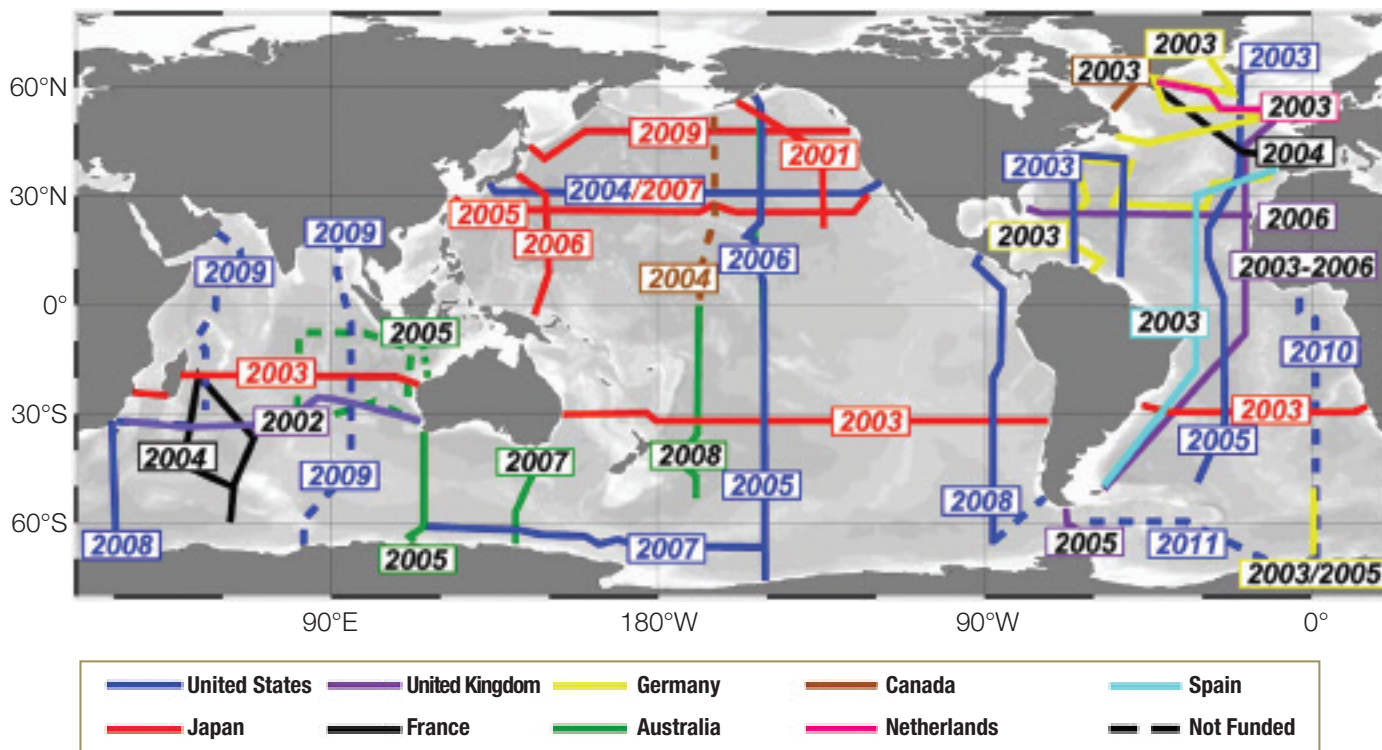 2003
2003
2003
60°N
2003
2009
2001
2004
2003
30°N
2004/2007
2005
2006
2009
2006
2003
2006
2009
2003-2006
2004
0°
2005
2003
2010
2003
30°S
2002
2003
2003
2004
2007
2008
2005
2009
2005
2008
60°S
2008
2007
2005
2011
2005
2003/2005
90°E
180°W
90°W
0°
United States
United Kingdom
Germany
Canada
Spain
Japan
France
Australia
Netherlands
Not Funded